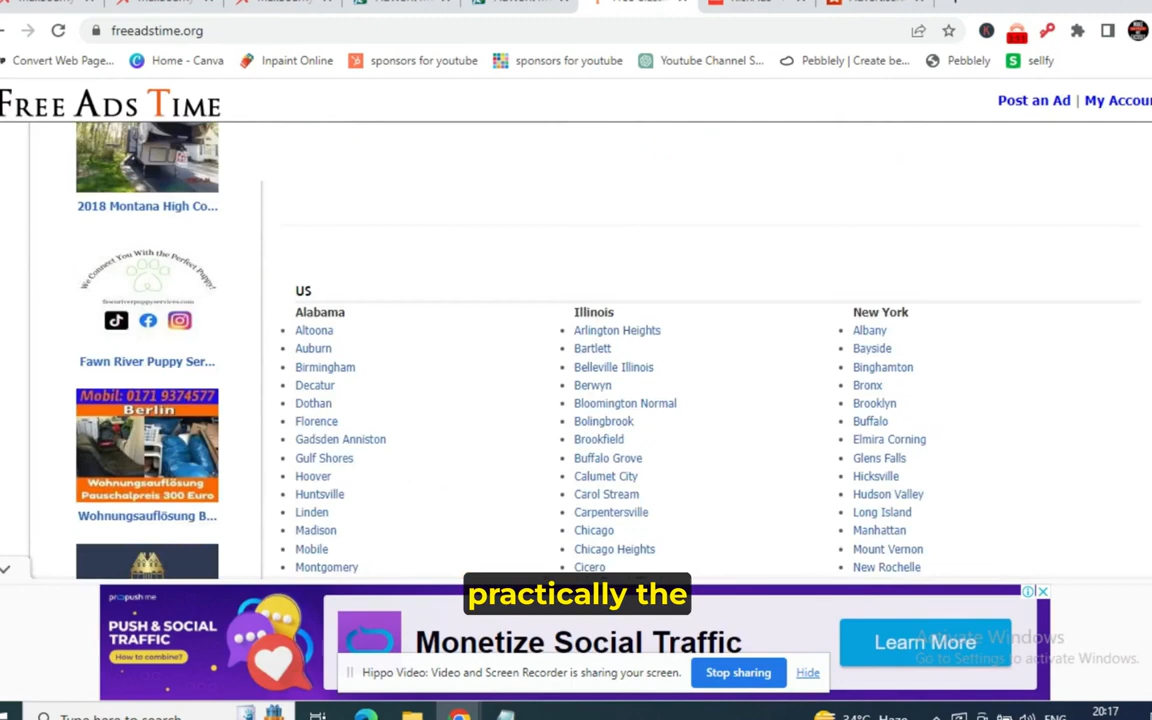 freeadstime.org
Convert Web Page...
Home - Canva
Inpaint Online
sponsors for youtube
sponsors for youtube
Youtube Channel S...
Pebblely | Create be...
Pebblely
sellfy
FREE ADS TIME
Post an Ad | My Accou
2018 Montana High Co...
We Connect You With the Perfect Puppy!
Fawn River Puppy Ser...
Mobil: 0171 9374577
Berlin
Wohnungsauflösung
Pauschalpreis 300 Euro
Wohnungsauflösung B...
US
Alabama
Altoona
Auburn
Birmingham
Decatur
Dothan
Florence
Gadsden Anniston
Gulf Shores
Hoover
Huntsville
Linden
Madison
Mobile
Montgomery
Illinois
Arlington Heights
Bartlett
Belleville Illinois
Berwyn
Bloomington Normal
Bolingbrook
Brookfield
Buffalo Grove
Calumet City
Carol Stream
Carpentersville
Chicago
Chicago Heights
Cicero
New York
Albany
Bayside
Binghamton
Bronx
Brooklyn
Buffalo
Elmira Corning
Glens Falls
Hicksville
Hudson Valley
Long Island
Manhattan
Mount Vernon
New Rochelle
practically the
PUSH & SOCIAL
TRAFFIC
How to combine?
Monetize Social Traffic
Learn More
Activate Windows
Go to Settings to activate Windows.
Hippo Video: Video and Screen Recorder is sharing your screen.
Stop sharing
Hide
Type here to search
34°C Haze
ENG
20:17